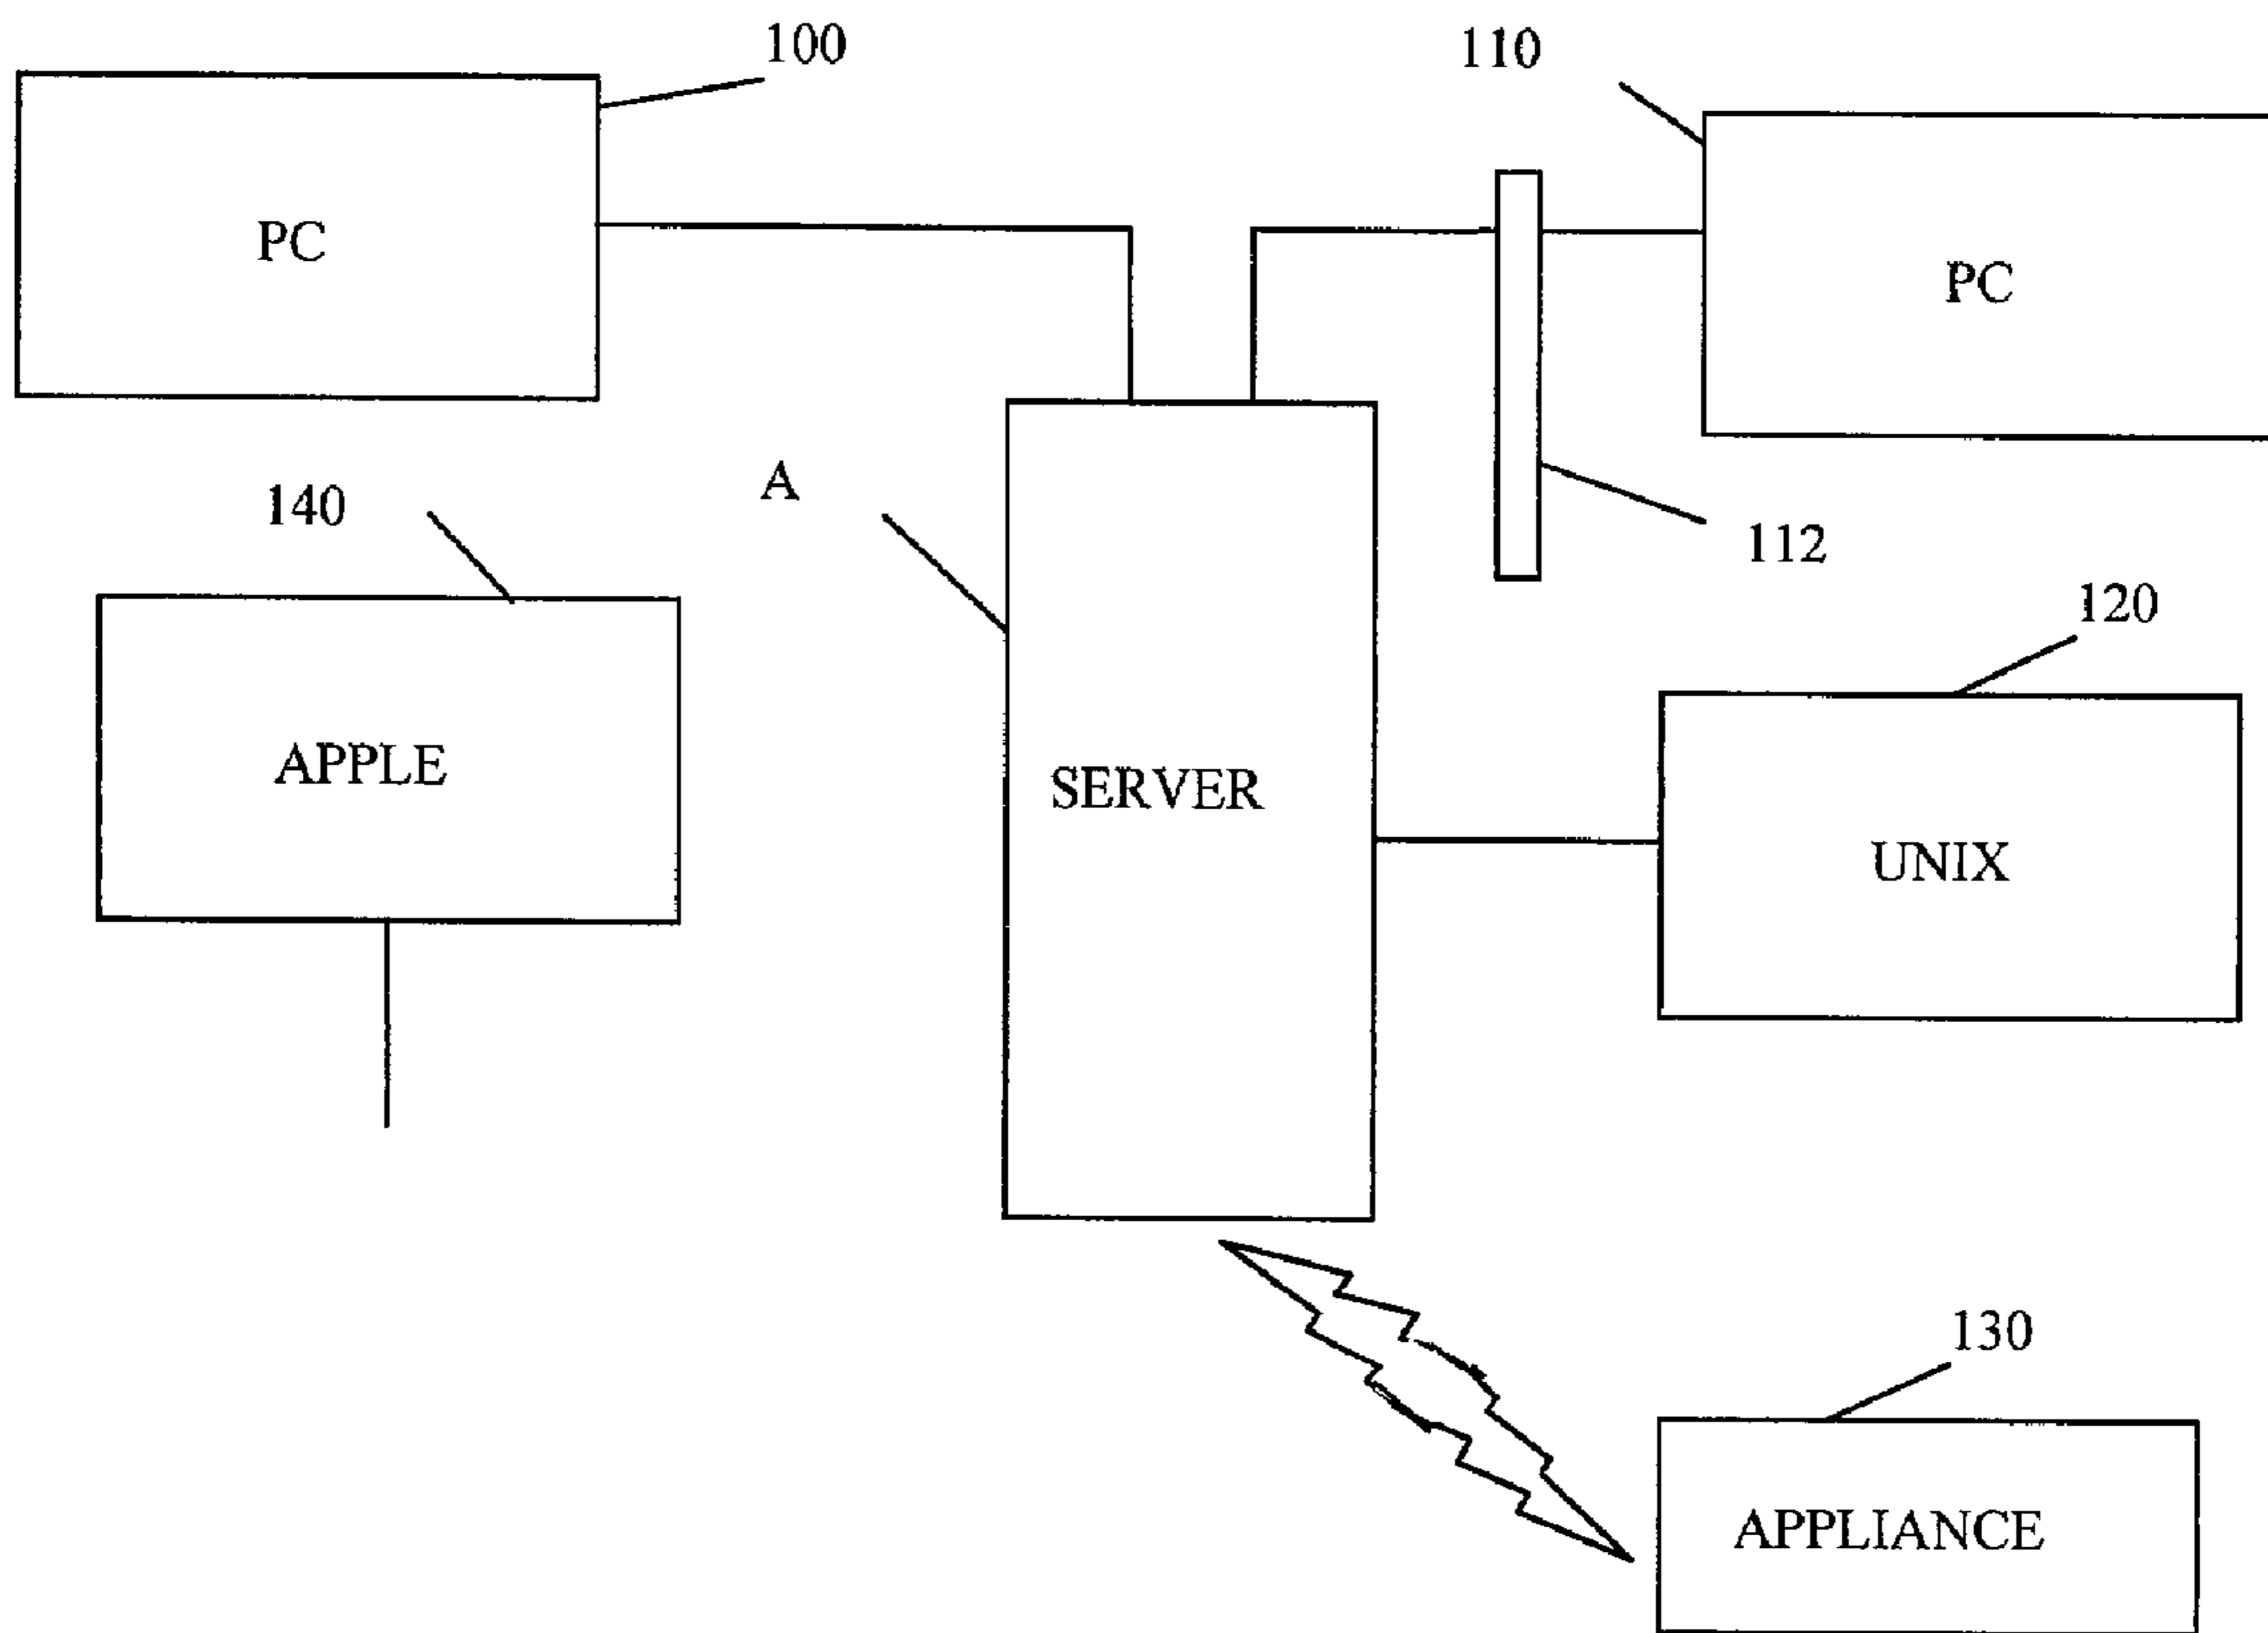 100
110
PC
PC
A
140
112
120
APPLE
SERVER
UNIX
130
APPLIANCE